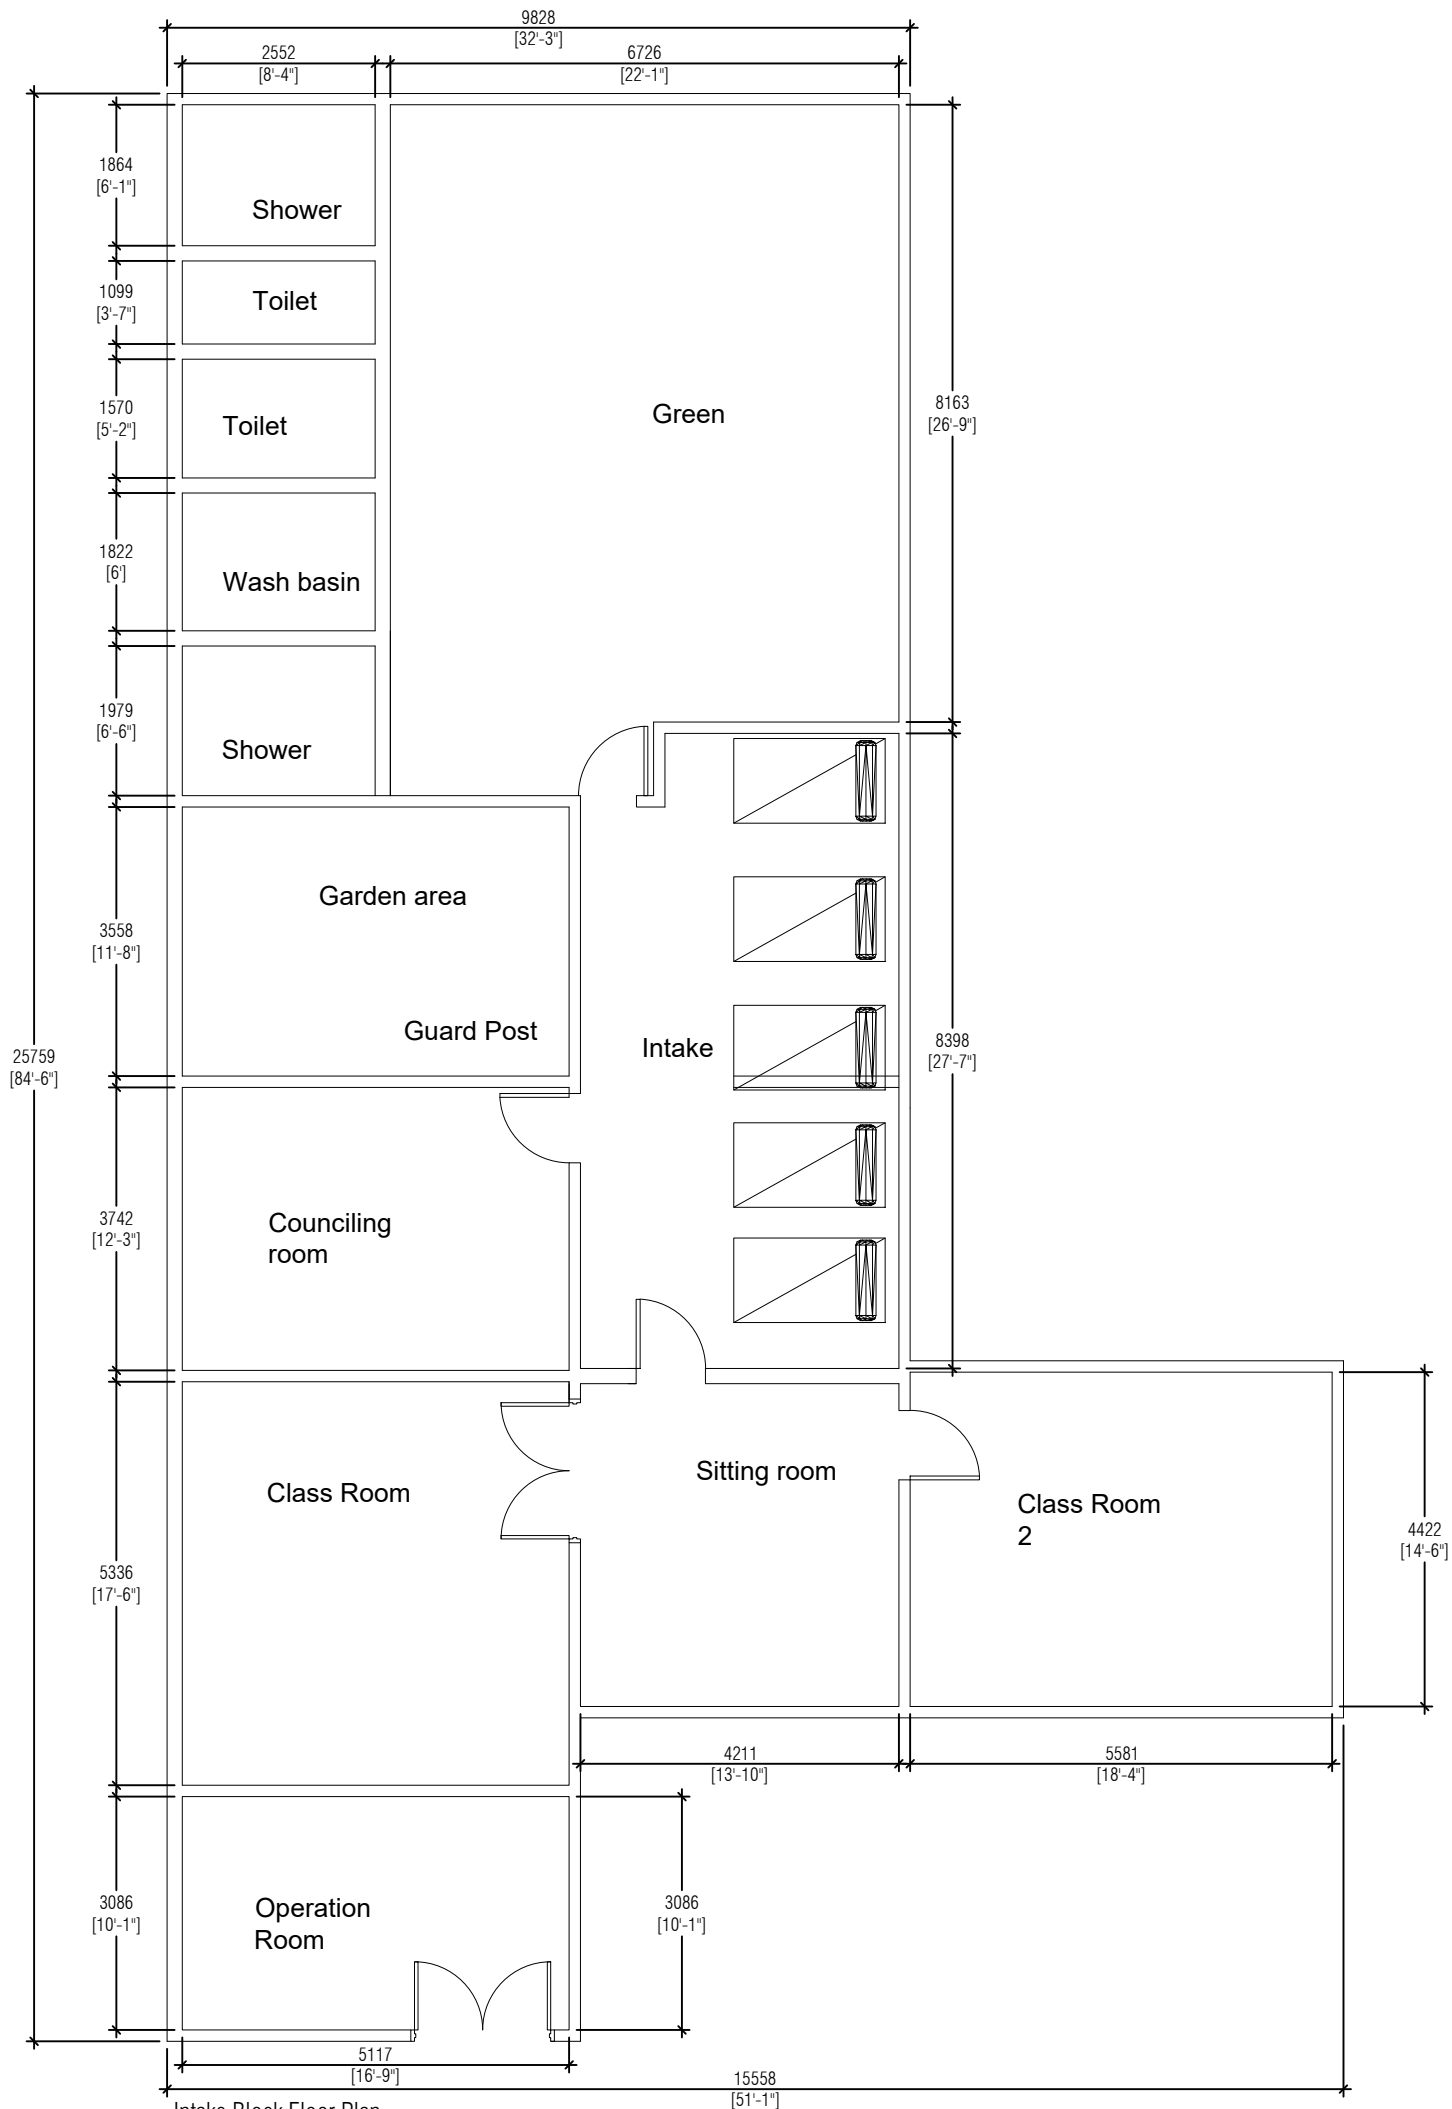 9828
[32'-3"]
2552
[8'-4"]
6726
[22'-1"]
1864
[6'-1"]
Shower
1099
[3'-7"]
Toilet
1570
[5'-2"]
Toilet
Green
8163
[26'-9"]
1822
[6']
Wash basin
1979
[6'-6"]
Shower
3558
[11'-8"]
Garden area
Guard Post
Intake
8398
[27'-7"]
25759
[84'-6"]
3742
[12'-3"]
Counciling
room
Class Room
Sitting room
Class Room
2
4422
[14'-6"]
5336
[17'-6"]
4211
[13'-10"]
5581
[18'-4"]
3086
[10'-1"]
Operation
Room
3086
[10'-1"]
5117
[16'-9"]
15558
[51'-1"]
Intake Block Floor Plan